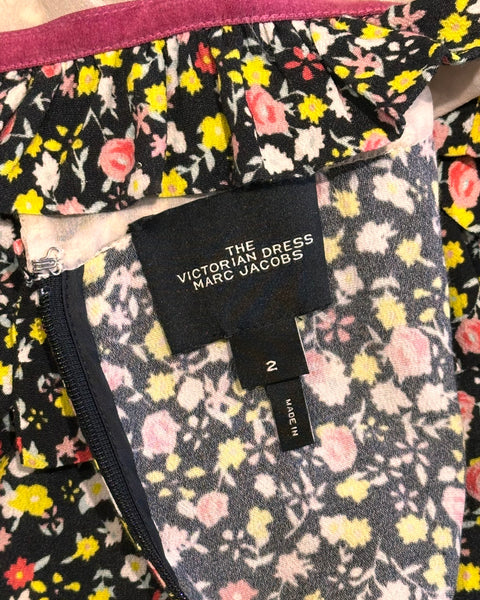 THE
VICTORIAN DRESS
MARC JACOBS
2
MADE IN